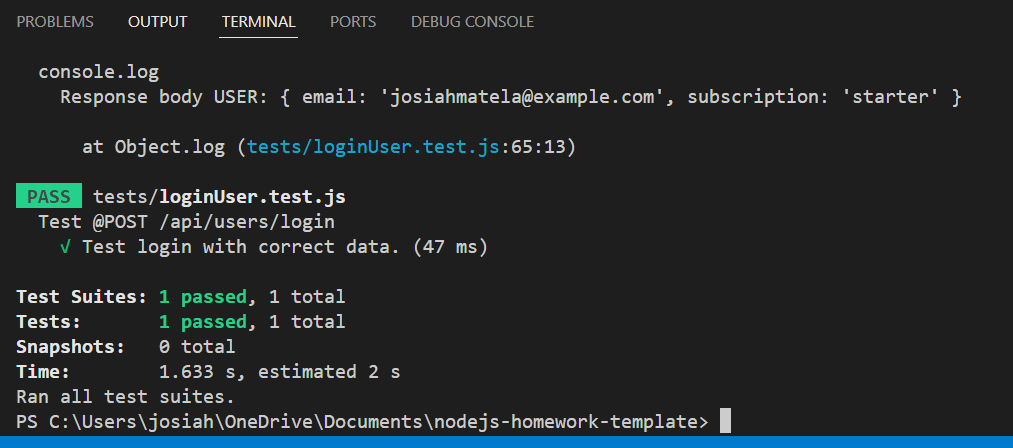 PROBLEMS OUTPUT TERMINAL PORTS DEBUG CONSOLE
console.log
Response body USER: { email: 'josiahmatela@example.com', subscription: 'starter' }
at Object.log (tests/loginUser.test.js:65:13)
PASS tests/loginUser.test.js
Test @POST /api/users/login
√ Test login with correct data. (47 ms)
Test Suites: 1 passed, 1 total
Tests: 1 passed, 1 total
Snapshots: 0 total
Time: 1.633 s, estimated 2 s
Ran all test suites.
PS C:\Users\josiah\OneDrive\Documents\nodejs-homework-template>